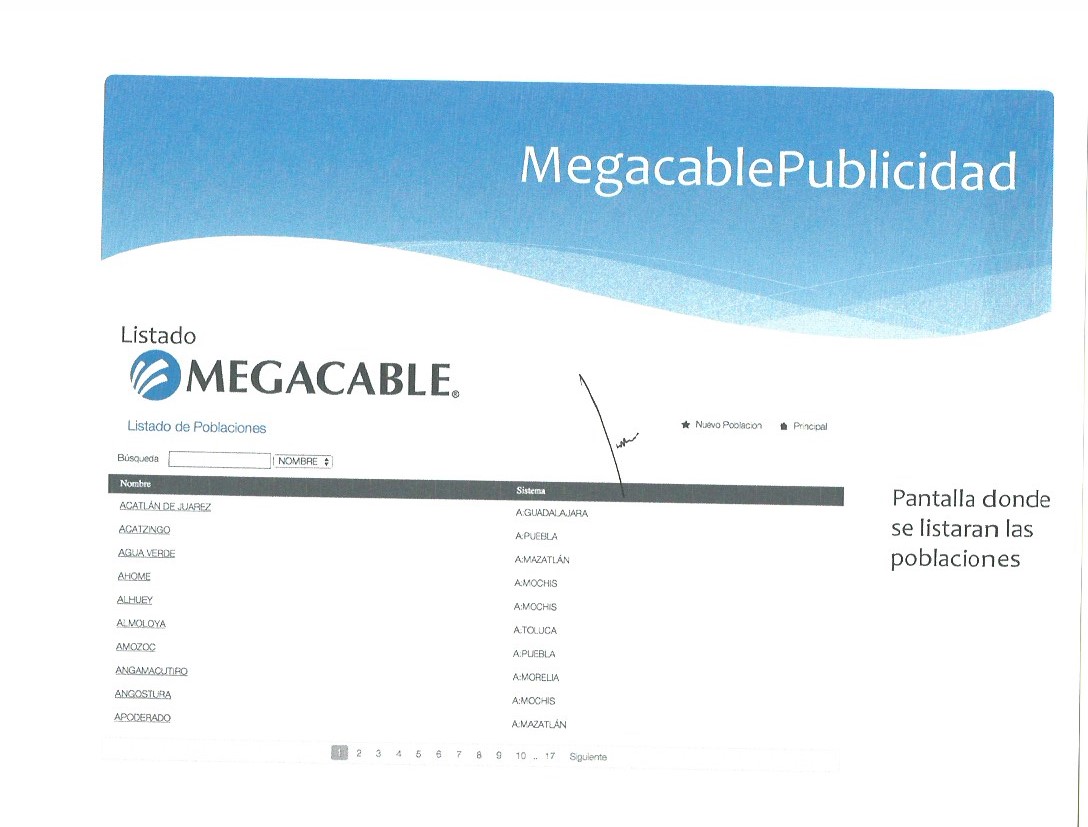 MegacablePublicidad
Listado
MEGACABLE®
Listado de Poblaciones
★ Nuevo Poblacion Principal
Búsqueda NOMBRE
Nombre Sistema
ACATLÁN DE JUAREZ A:GUADALAJARA
ACATZINGO A:PUEBLA
AGUA VERDE A:MAZATLÁN
AHOME A:MOCHIS
ALHUEY A:MOCHIS
ALMOLOYA A:TOLUCA
AMOZOC A:PUEBLA
ANGAMACUTIRO A:MORELIA
ANGOSTURA A:MOCHIS
APODERADO A:MAZATLÁN
1 2 3 4 5 6 7 8 9 10 .. 17 Siguiente
Pantalla donde
se listaran las
poblaciones